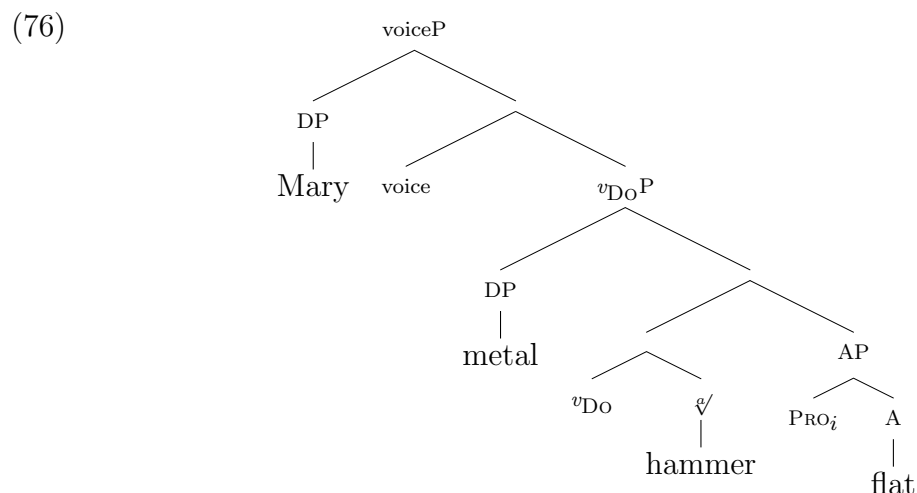 (76)
voiceP
DP
Mary voice vDoP
DP
metal AP
vDo a√ PROi A
hammer
flat